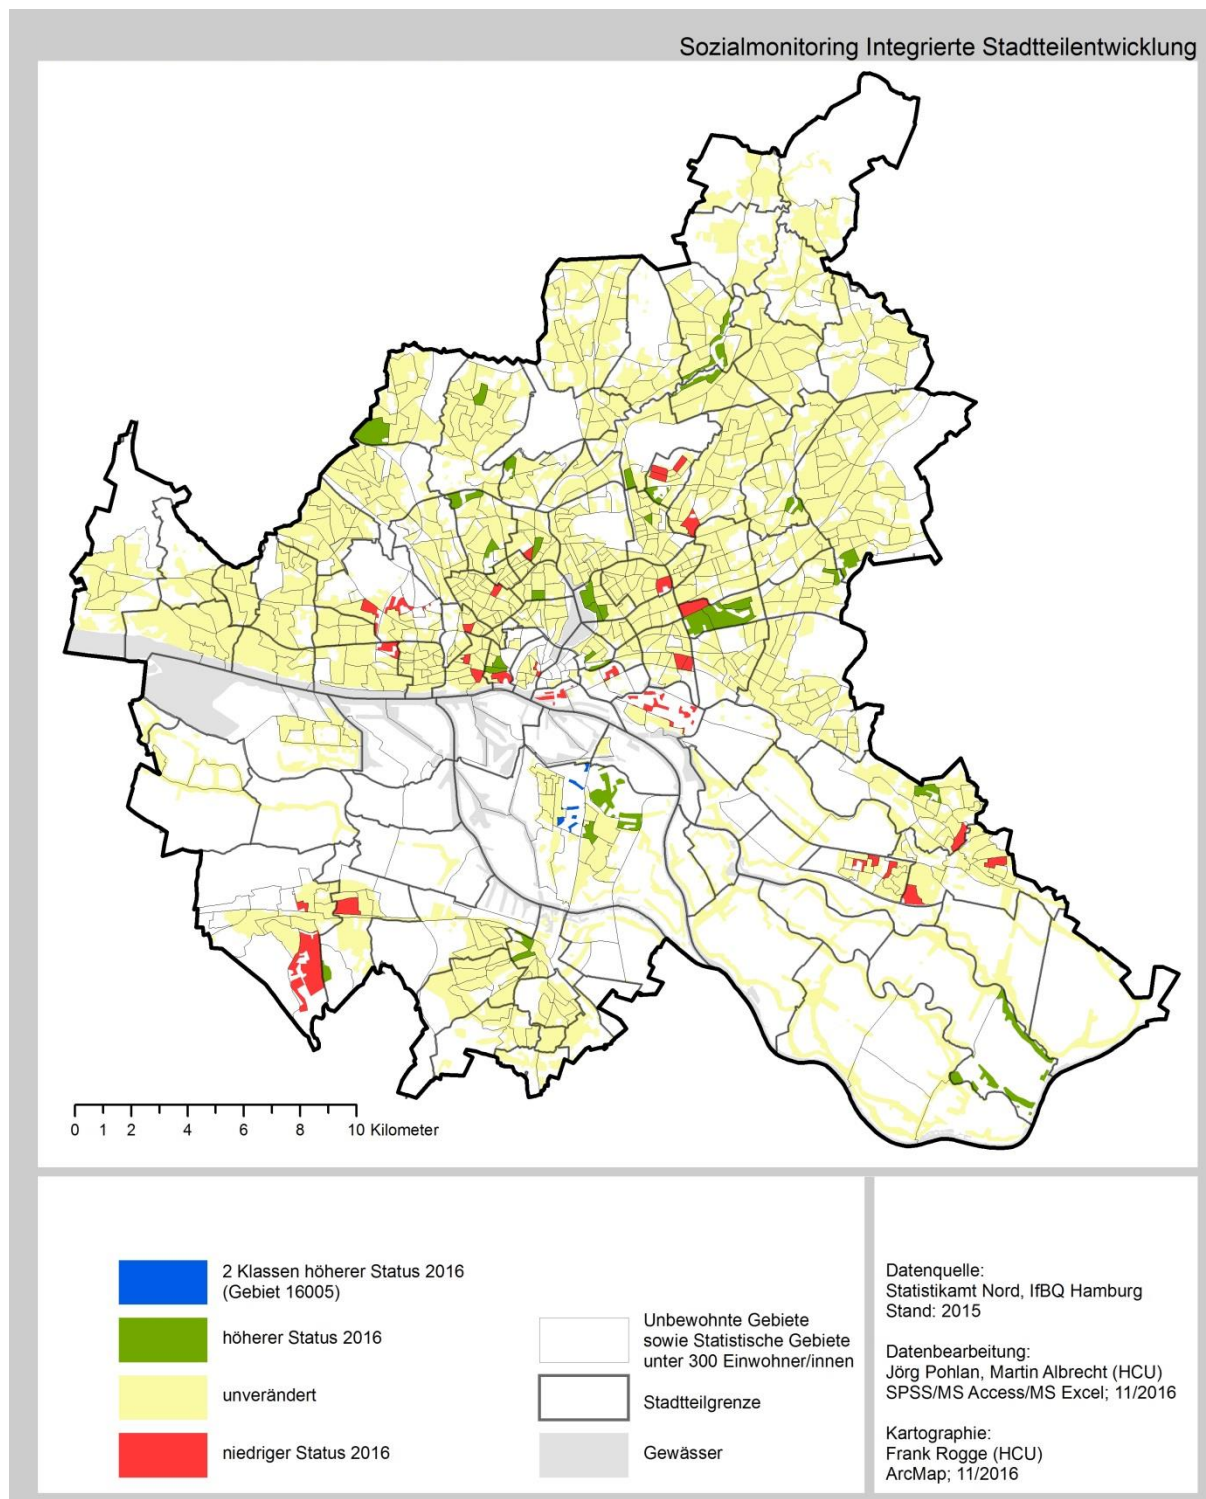 Sozialmonitoring Integrierte Stadtteilentwicklung
0 1 2 4 6 8 10 Kilometer
2 Klassen höherer Status 2016
(Gebiet 16005)
höherer Status 2016
unverändert
niedriger Status 2016
Unbewohnte Gebiete
sowie Statistische Gebiete
unter 300 Einwohner/innen
Stadtteilgrenze
Gewässer
Datenquelle:
Statistikamt Nord, IfBQ Hamburg
Stand: 2015
Datenbearbeitung:
Jörg Pohlan, Martin Albrecht (HCU)
SPSS/MS Access/MS Excel; 11/2016
Kartographie:
Frank Rogge (HCU)
ArcMap; 11/2016